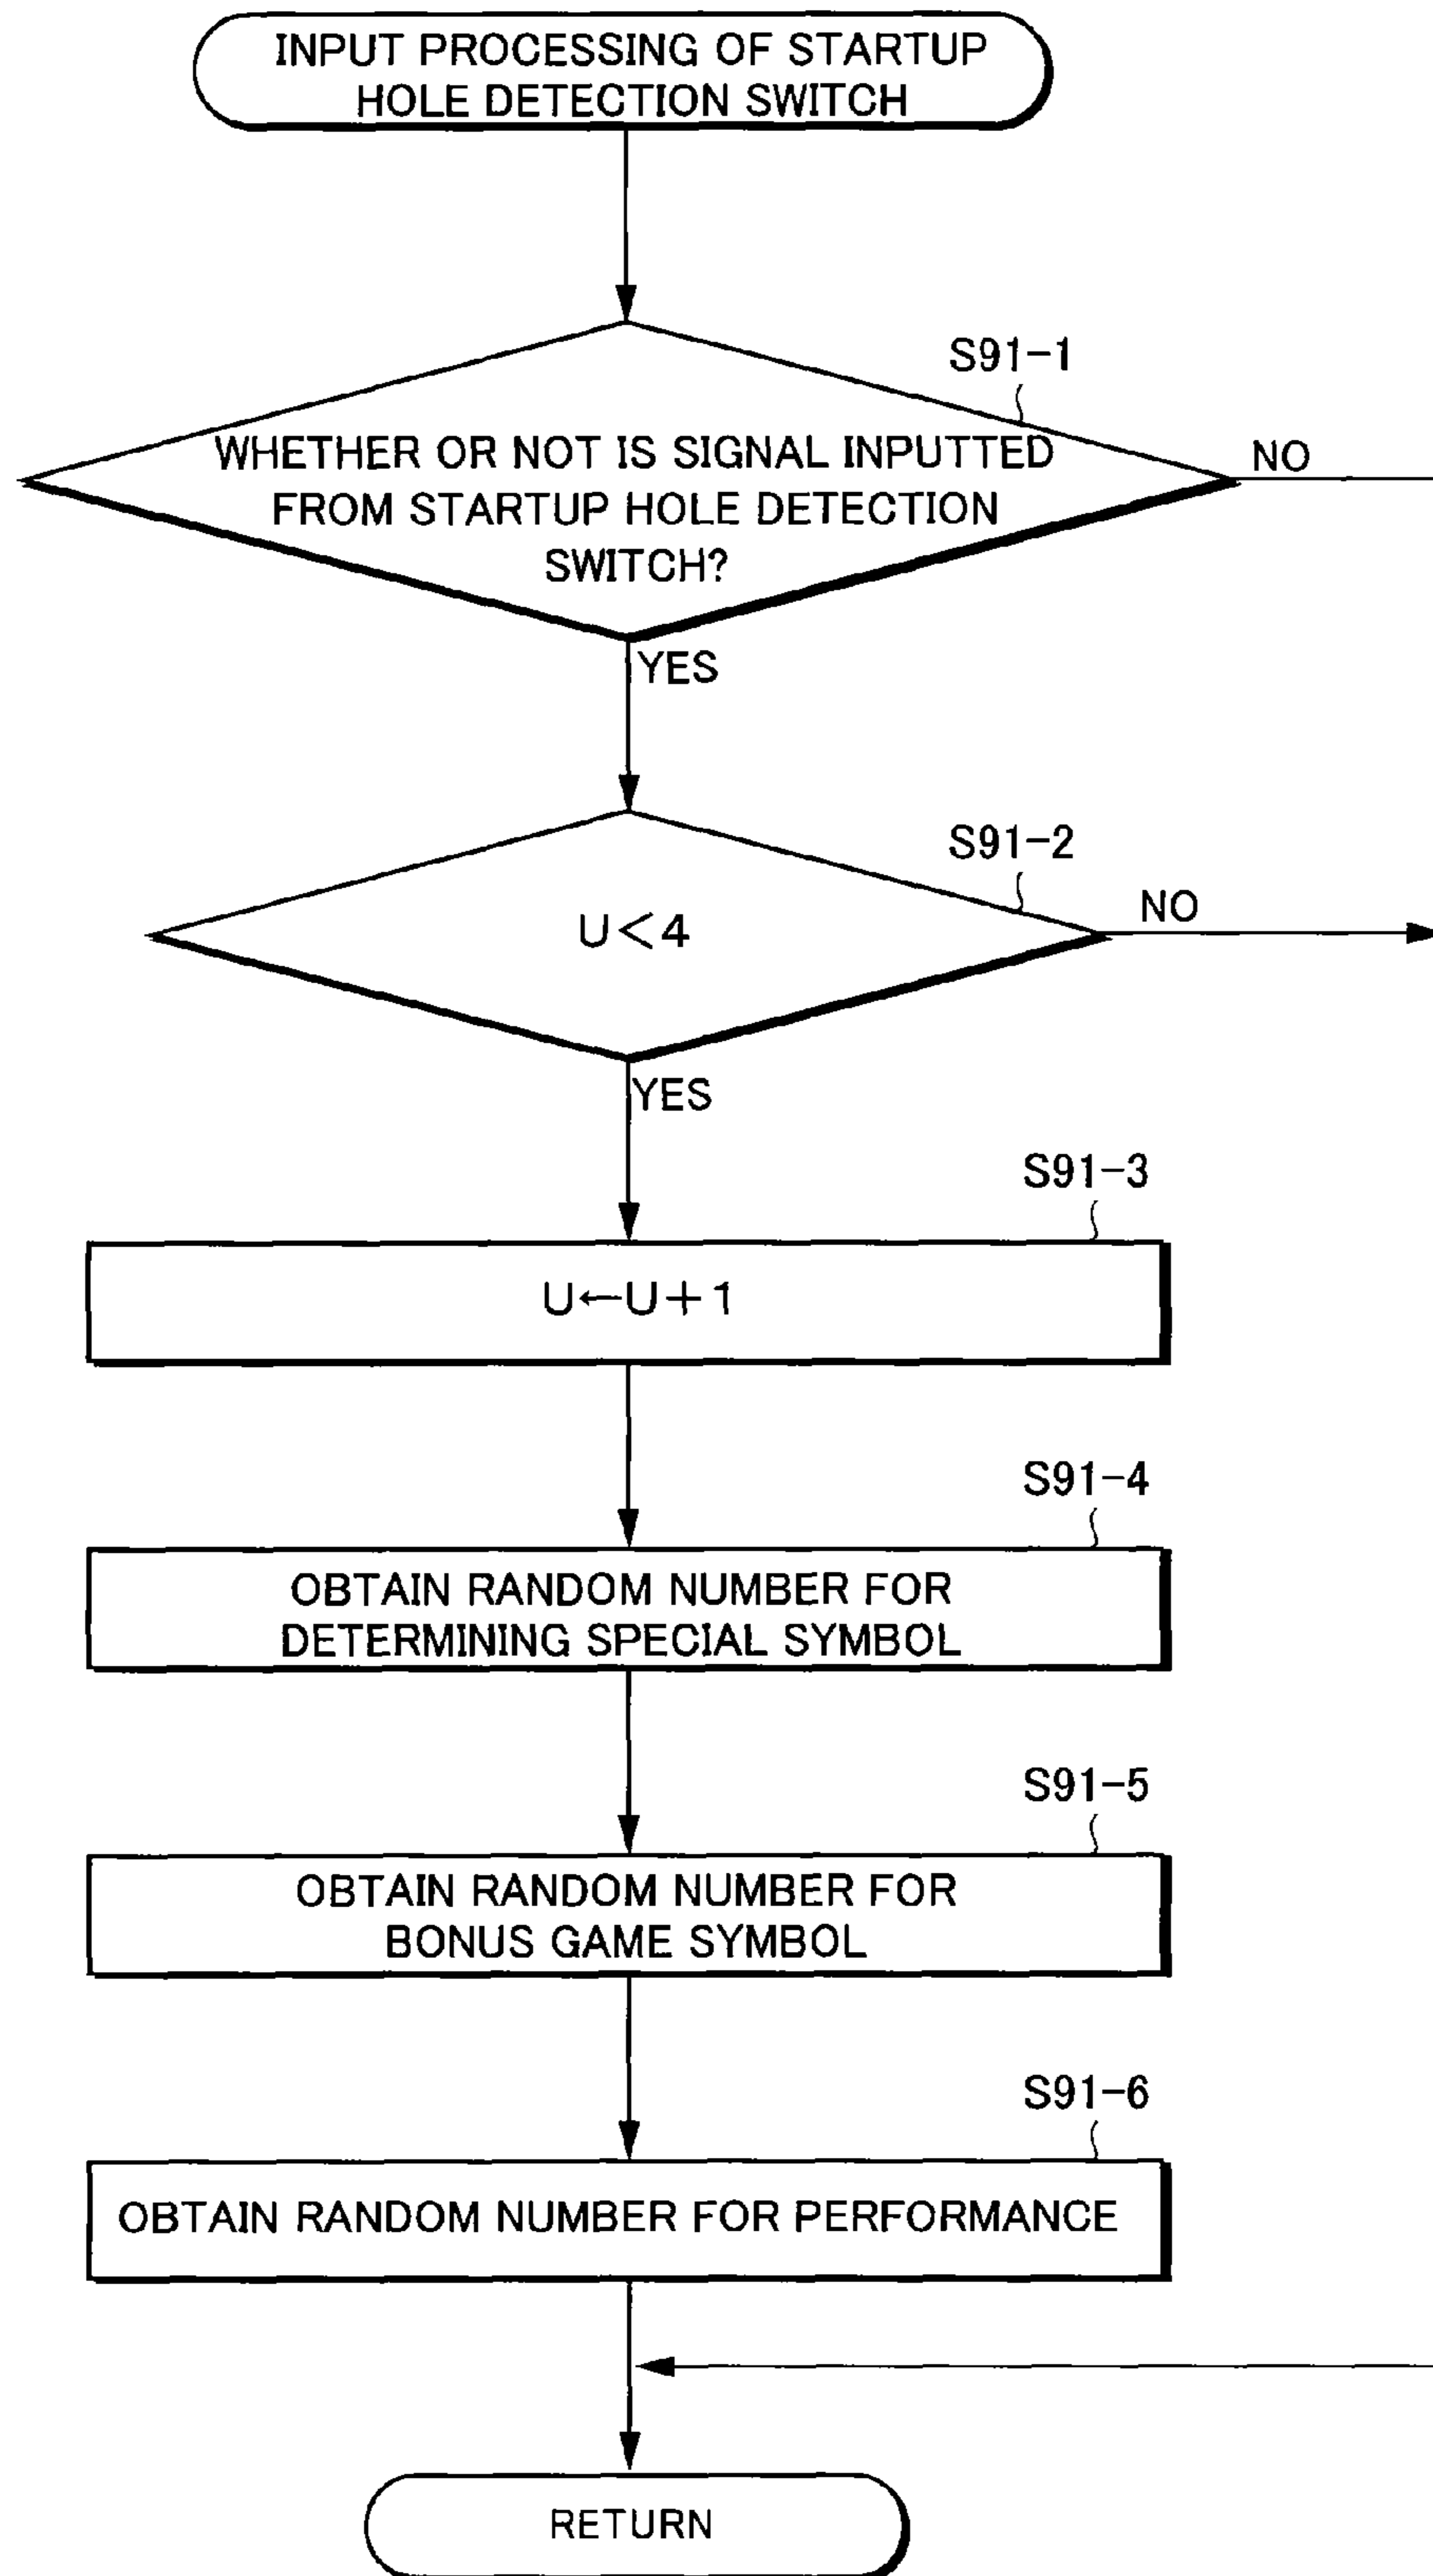 INPUT PROCESSING OF STARTUP
HOLE DETECTION SWITCH
S91-1
WHETHER OR NOT IS SIGNAL INPUTTED
FROM STARTUP HOLE DETECTION
SWITCH?
NO
YES
S91-2
U<4
NO
YES
S91-3
U←U+1
S91-4
OBTAIN RANDOM NUMBER FOR
DETERMINING SPECIAL SYMBOL
S91-5
OBTAIN RANDOM NUMBER FOR
BONUS GAME SYMBOL
S91-6
OBTAIN RANDOM NUMBER FOR PERFORMANCE
RETURN